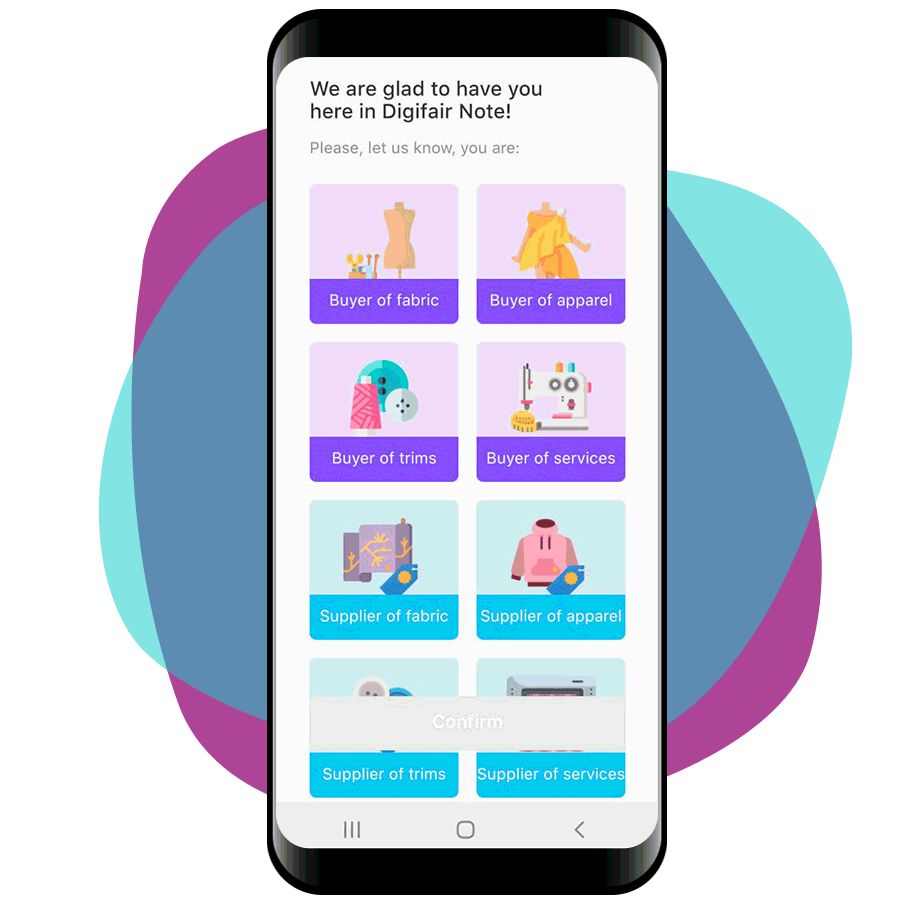 We are glad to have you
here in Digifair Note!
Please, let us know, you are:
Buyer of fabric
Buyer of apparel
Buyer of trims
Buyer of services
Supplier of fabric
Supplier of apparel
Confirm
Supplier of trims
Supplier of services